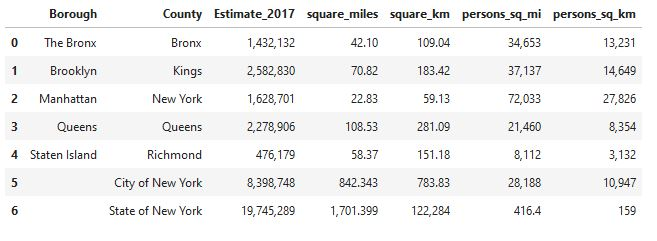 Borough County Estimate_2017 square_miles square_km persons_sq_mi persons_sq_km
0 The Bronx Bronx 1,432,132 42.10 109.04 34,653 13,231
1 Brooklyn Kings 2,582,830 70.82 183.42 37,137 14,649
2 Manhattan New York 1,628,701 22.83 59.13 72,033 27,826
3 Queens Queens 2,278,906 108.53 281.09 21,460 8,354
4 Staten Island Richmond 476,179 58.37 151.18 8,112 3,132
5 City of New York 8,398,748 842.343 783.83 28,188 10,947
6 State of New York 19,745,289 1,701.399 122,284 416.4 159